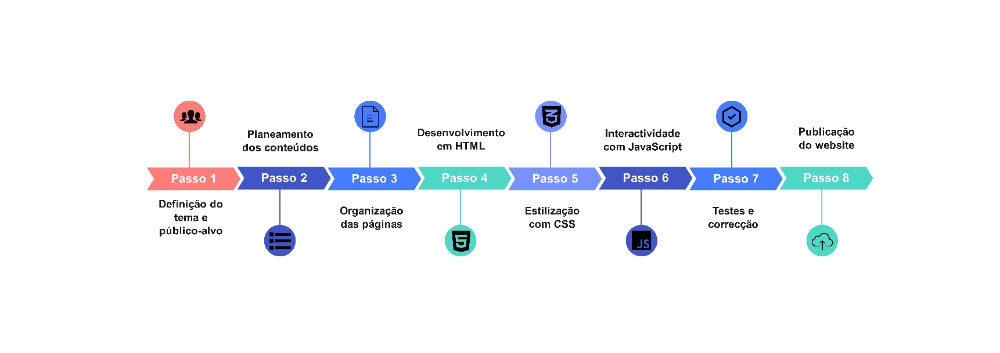 Passo 1
Definição do
tema e
público-alvo
Planeamento
dos conteúdos
Passo 2
Passo 3
Organização
das páginas
Desenvolvimento
em HTML
Passo 4
Passo 5
Estilização
com CSS
Interactividade
com JavaScript
Passo 6
JS
Passo 7
Testes e
correcção
Publicação
do website
Passo 8